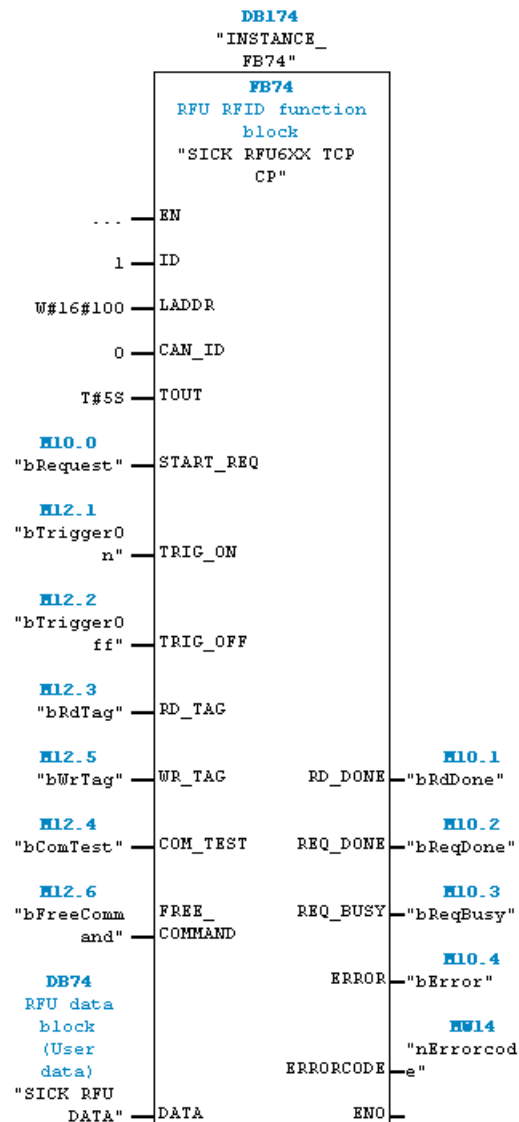 DB174
"INSTANCE_
FB74"
FB74
RFU RFID function
block
"SICK RFU6XX TCP
CP"
... EN
1 ID
W#16#100 LADDR
0 CAN_ID
T#5S TOUT
M10.0
"bRequest" START_REQ
M12.1
"bTriggerO
n" TRIG_ON
M12.2
"bTriggerO
ff" TRIG_OFF
M12.3
"bRdTag" RD_TAG
M12.5 M10.1
"bWrTag" WR_TAG RD_DONE "bRdDone"
M12.4 M10.2
"bComTest" COM_TEST REQ_DONE "bReqDone"
M12.6 M10.3
"bFreeComm FREE_ REQ_BUSY "bReqBusy"
and" COMMAND
M10.4
DB74 ERROR "bError"
RFU data
block MW14
(User "nErrorcod
data) ERRORCODE e"
"SICK RFU
DATA" DATA ENO